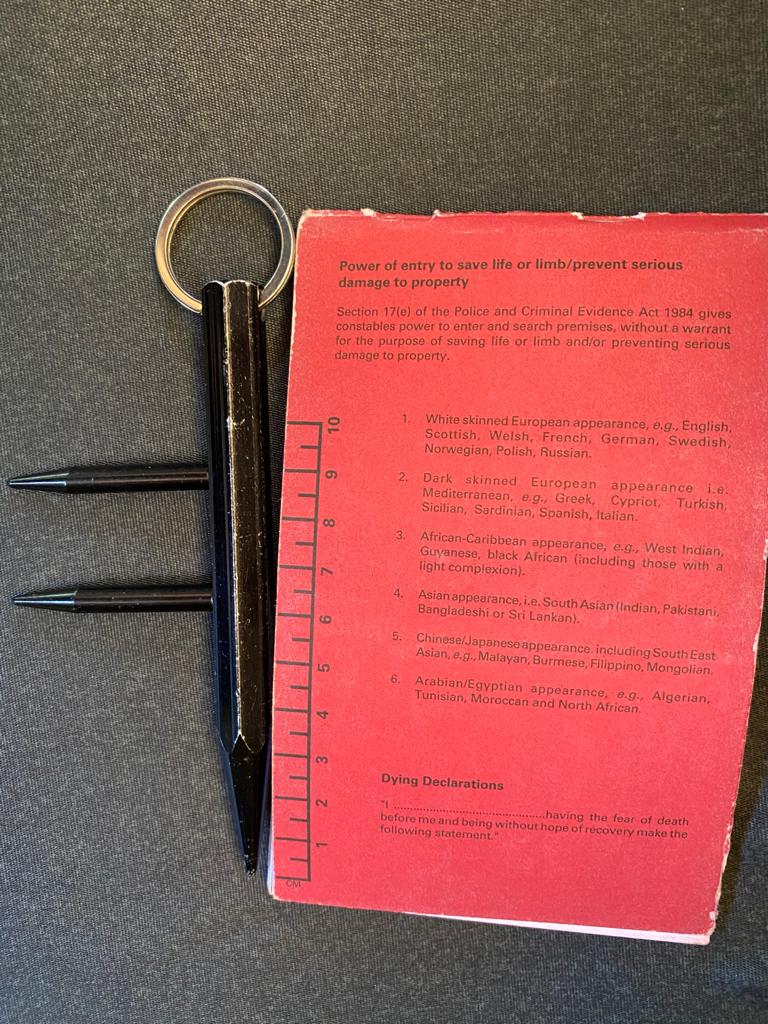 Power of entry to save life or limb/prevent serious
damage to property
Section 17(e) of the Police and Criminal Evidence Act 1984 gives
constables power to enter and search premises, without a warrant
for the purpose of saving life or limb and/or preventing serious
damage to property.
1. White skinned European appearance, e.g., English,
Scottish, Welsh, French, German, Swedish,
Norwegian, Polish, Russian.
2. Dark skinned European appearance i.e.
Mediterranean, e.g., Greek, Cypriot, Turkish,
Sicilian, Sardinian, Spanish, Italian.
3. African-Caribbean appearance, e.g., West Indian,
Guyanese, black African (including those with a
light complexion).
4. Asian appearance, i.e. South Asian (Indian, Pakistani,
Bangladeshi or Sri Lankan).
5. Chinese/Japanese appearance. including South East
Asian, e.g., Malayan, Burmese, Filippino, Mongolian.
6. Arabian/Egyptian appearance, e.g., Algerian,
Tunisian, Moroccan and North African.
Dying Declarations
"I ..................................................having the fear of death
before me and being without hope of recovery make the
following statement."
10
9
8
7
6
5
4
3
2
1
CM